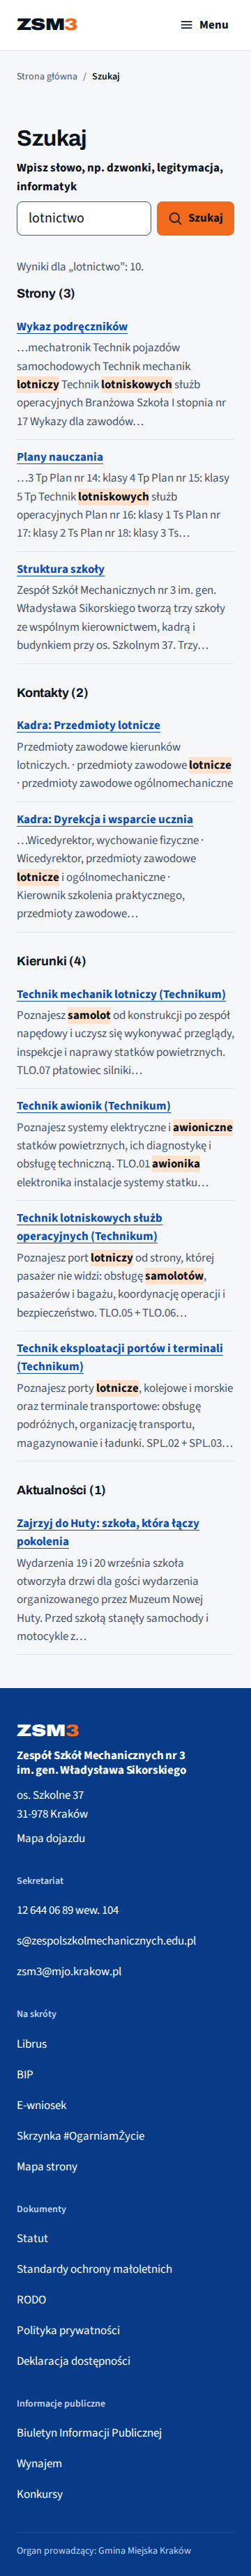 ZSM3
Menu
Strona główna / Szukaj
Szukaj
Wpisz słowo, np. dzwonki, legitymacja,
informatyk
lotnictwo
Szukaj
Wyniki dla „lotnictwo”: 10.
Strony (3)
Wykaz podręczników
…mechatronik Technik pojazdów
samochodowych Technik mechanik
lotniczy Technik lotniskowych służb
operacyjnych Branżowa Szkoła I stopnia nr
17 Wykazy dla zawodów…
Plany nauczania
…3 Tp Plan nr 14: klasy 4 Tp Plan nr 15: klasy
5 Tp Technik lotniskowych służb
operacyjnych Plan nr 16: klasy 1 Ts Plan nr
17: klasy 2 Ts Plan nr 18: klasy 3 Ts…
Struktura szkoły
Zespół Szkół Mechanicznych nr 3 im. gen.
Władysława Sikorskiego tworzą trzy szkoły
ze wspólnym kierownictwem, kadrą i
budynkiem przy os. Szkolnym 37. Trzy…
Kontakty (2)
Kadra: Przedmioty lotnicze
Przedmioty zawodowe kierunków
lotniczych. · przedmioty zawodowe lotnicze
· przedmioty zawodowe ogólnomechaniczne
Kadra: Dyrekcja i wsparcie ucznia
…Wicedyrektor, wychowanie fizyczne ·
Wicedyrektor, przedmioty zawodowe
lotnicze i ogólnomechaniczne ·
Kierownik szkolenia praktycznego,
przedmioty zawodowe…
Kierunki (4)
Technik mechanik lotniczy (Technikum)
Poznajesz samolot od konstrukcji po zespół
napędowy i uczysz się wykonywać przeglądy,
inspekcje i naprawy statków powietrznych.
TLO.07 płatowiec silniki…
Technik awionik (Technikum)
Poznajesz systemy elektryczne i awioniczne
statków powietrznych, ich diagnostykę i
obsługę techniczną. TLO.01 awionika
elektronika instalacje systemy statku…
Technik lotniskowych służb
operacyjnych (Technikum)
Poznajesz port lotniczy od strony, której
pasażer nie widzi: obsługę samolotów,
pasażerów i bagażu, koordynację operacji i
bezpieczeństwo. TLO.05 + TLO.06…
Technik eksploatacji portów i terminali
(Technikum)
Poznajesz porty lotnicze, kolejowe i morskie
oraz terminale transportowe: obsługę
podróżnych, organizację transportu,
magazynowanie i ładunki. SPL.02 + SPL.03…
Aktualności (1)
Zajrzyj do Huty: szkoła, która łączy
pokolenia
Wydarzenia 19 i 20 września szkoła
otworzyła drzwi dla gości wydarzenia
organizowanego przez Muzeum Nowej
Huty. Przed szkołą stanęły samochody i
motocykle z…
ZSM3
Zespół Szkół Mechanicznych nr 3
im. gen. Władysława Sikorskiego
os. Szkolne 37
31-978 Kraków
Mapa dojazdu
Sekretariat
12 644 06 89 wew. 104
s@zespolszkolmechanicznych.edu.pl
zsm3@mjo.krakow.pl
Na skróty
Librus
BIP
E-wniosek
Skrzynka #OgarniamŻycie
Mapa strony
Dokumenty
Statut
Standardy ochrony małoletnich
RODO
Polityka prywatności
Deklaracja dostępności
Informacje publiczne
Biuletyn Informacji Publicznej
Wynajem
Konkursy
Organ prowadzący: Gmina Miejska Kraków